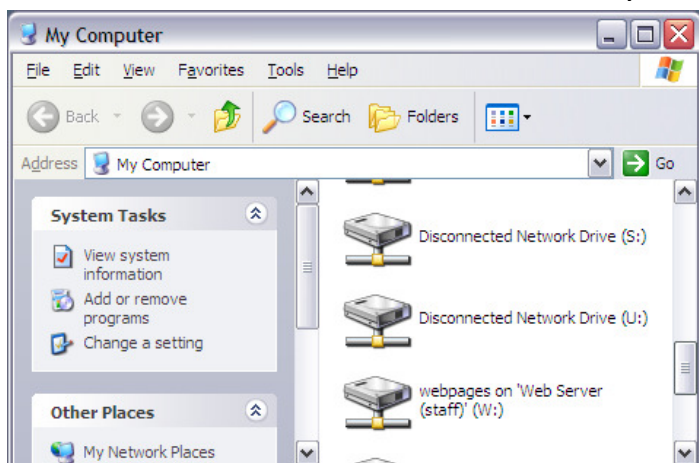 My Computer
File Edit View Favorites Tools Help
Back Search Folders
Address My Computer Go
System Tasks
View system
information
Add or remove
programs
Change a setting
Other Places
My Network Places
Disconnected Network Drive (S:)
Disconnected Network Drive (U:)
webpages on 'Web Server
(staff)' (W:)